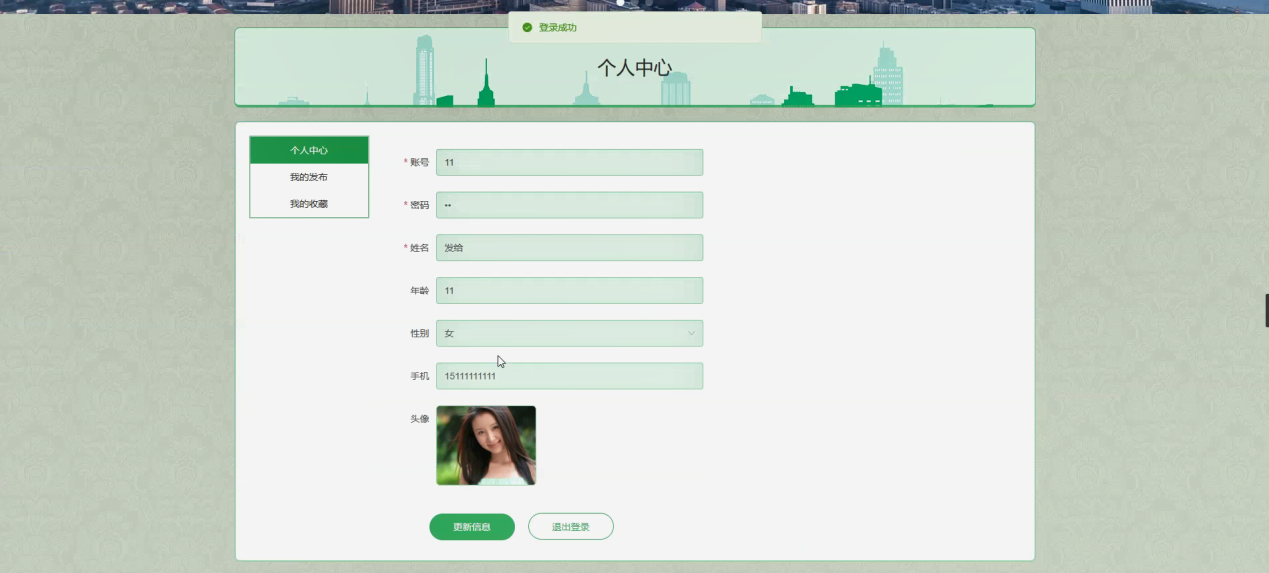 登录成功
个人中心
个人中心
我的发布
我的收藏
* 账号 11
* 密码 ••
* 姓名 发给
年龄 11
性别 女
手机 15111111111
头像
更新信息 退出登录